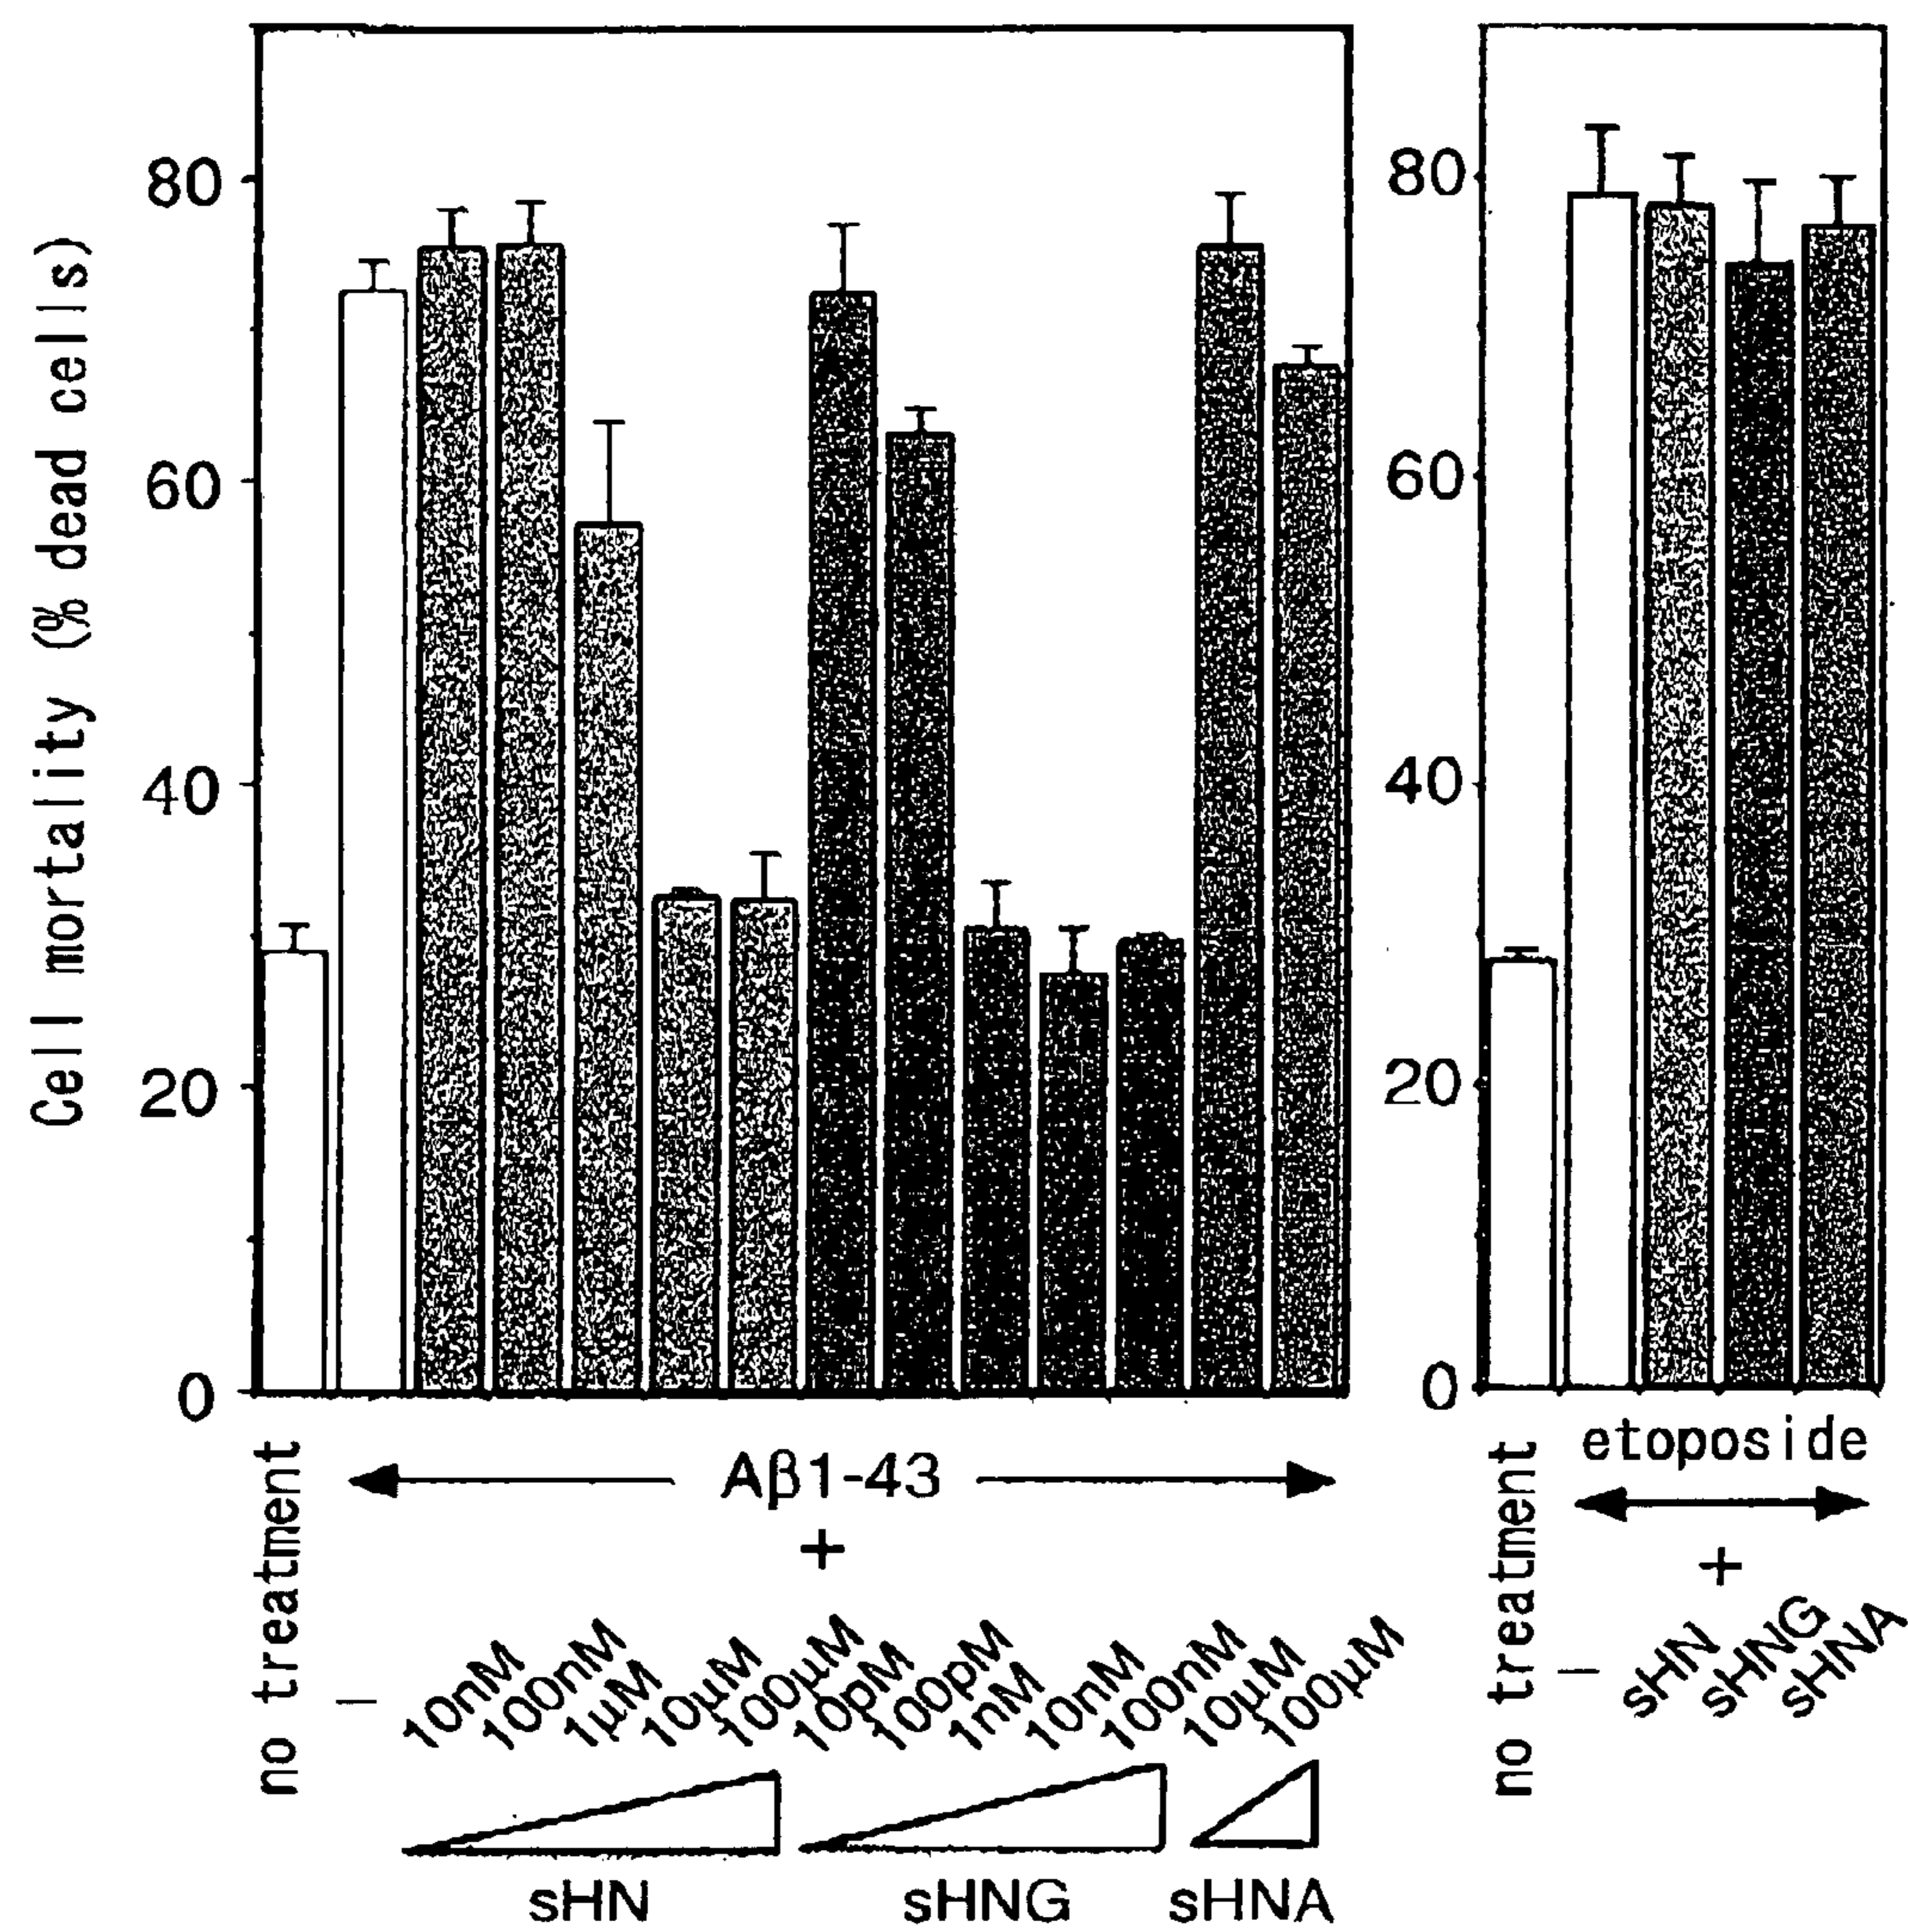 Cell mortality (% dead cells)
80
60
40
20
0
no treatment
Aβ1-43
+
–
10nM
100nM
1μM
10μM
100μM
10pM
100pM
1nM
10nM
100nM
10μM
100μM
sHN
sHNG
sHNA
80
60
40
20
0
no treatment
etoposide
+
–
sHN
sHNG
sHNA